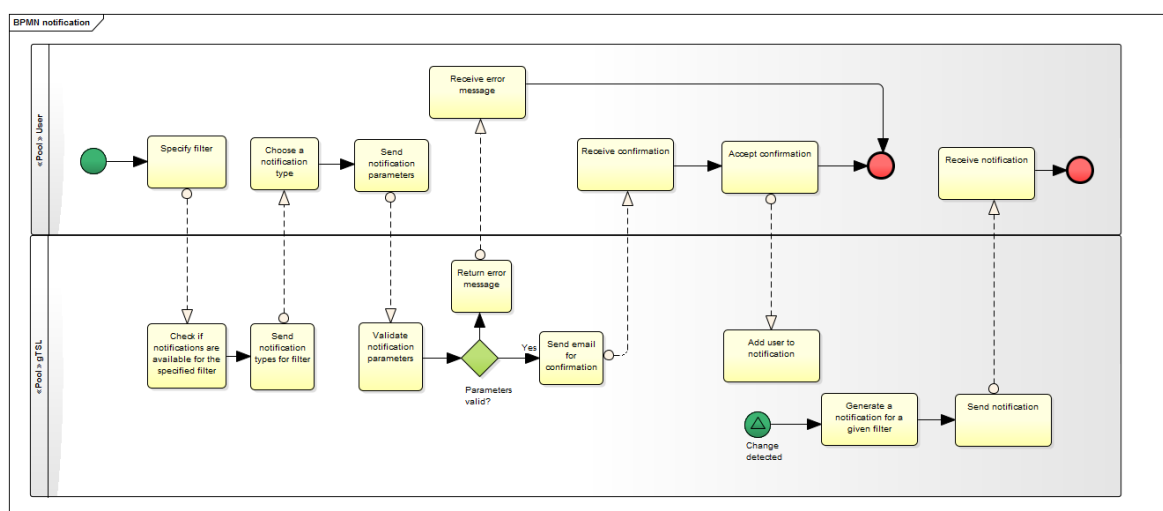 BPMN notification
«Pool» User
Specify filter
Choose a
notification
type
Send
notification
parameters
Receive error
message
Receive confirmation
Accept confirmation
Receive notification
«Pool» gTSL
Check if
notifications are
available for the
specified filter
Send
notification
types for filter
Validate
notification
parameters
Return error
message
Parameters
valid?
Yes
Send email
for
confirmation
Add user to
notification
Change
detected
Generate a
notification for a
given filter
Send notification